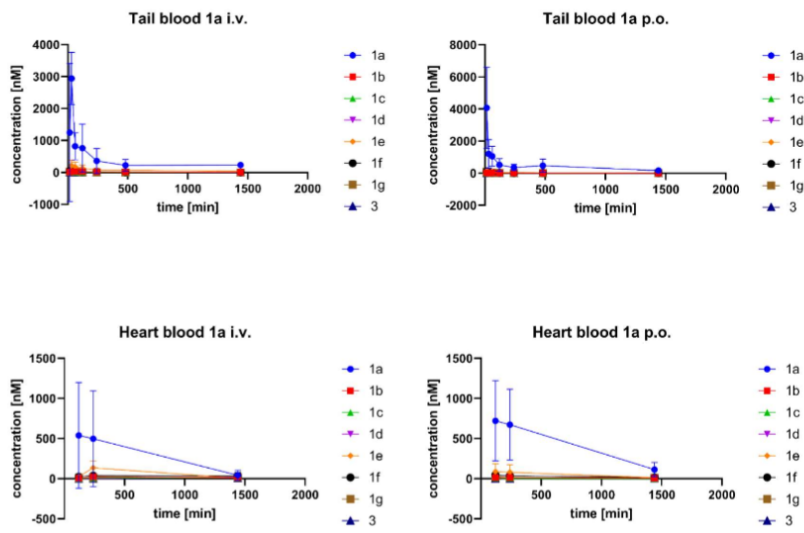 Tail blood 1a i.v.
4000
3000
2000
1000
0
-1000
concentration [nM]
500
1000
1500
2000
time [min]
1a
1b
1c
1d
1e
1f
1g
3
Tail blood 1a p.o.
8000
6000
4000
2000
0
-2000
concentration [nM]
500
1000
1500
2000
time [min]
1a
1b
1c
1d
1e
1f
1g
3
Heart blood 1a i.v.
1500
1000
500
0
-500
concentration [nM]
500
1000
1500
2000
time [min]
1a
1b
1c
1d
1e
1f
1g
3
Heart blood 1a p.o.
1500
1000
500
0
-500
concentration [nM]
500
1000
1500
2000
time [min]
1a
1b
1c
1d
1e
1f
1g
3